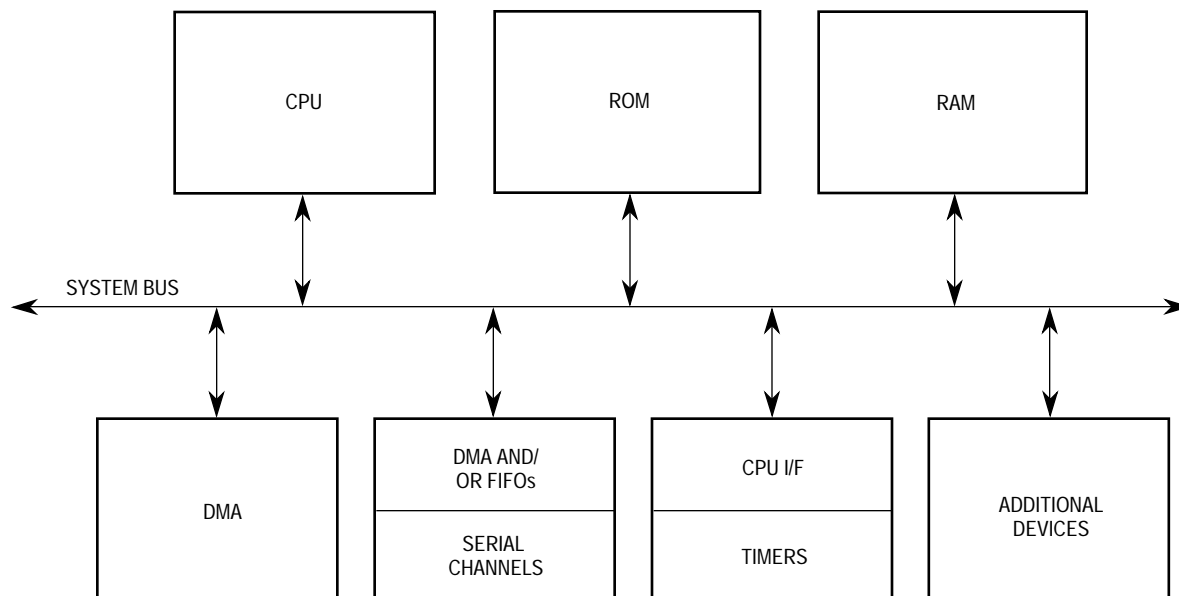 CPU
ROM
RAM
SYSTEM BUS
DMA
DMA AND/
OR FIFOs
SERIAL
CHANNELS
CPU I/F
TIMERS
ADDITIONAL
DEVICES